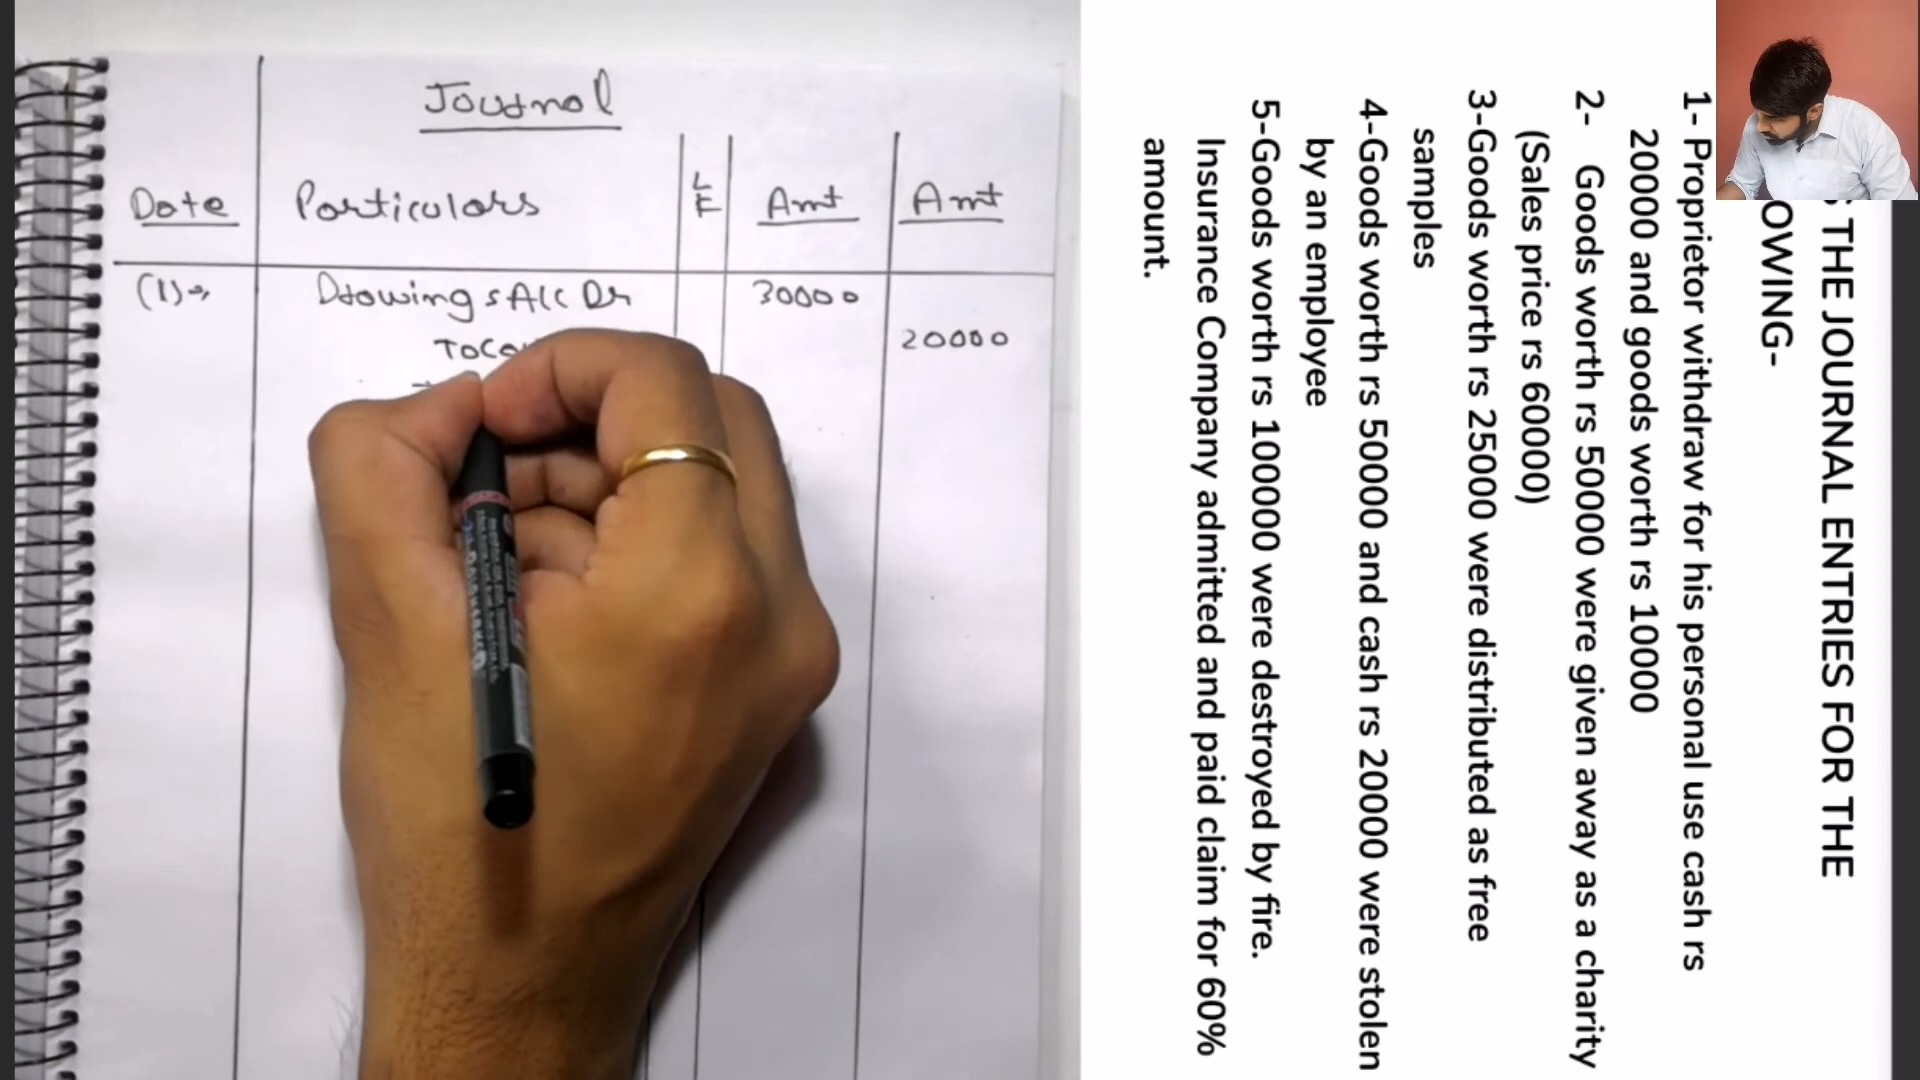 Journal
Date Particulars LF Amt Amt
(1) Drawings A/c Dr 30000
To 20000
THE JOURNAL ENTRIES FOR THE
OWING-
1- Proprietor withdraw for his personal use cash rs
20000 and goods worth rs 10000
2- Goods worth rs 50000 were given away as a charity
(Sales price rs 60000)
3-Goods worth rs 25000 were distributed as free
samples
4-Goods worth rs 50000 and cash rs 20000 were stolen
by an employee
5-Goods worth rs 100000 were destroyed by fire.
Insurance Company admitted and paid claim for 60%
amount.